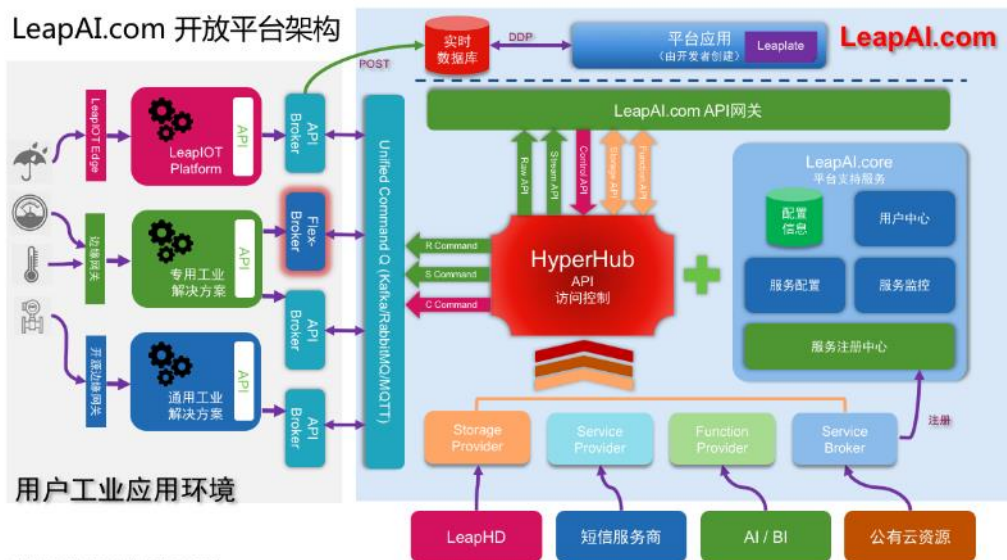 LeapAI.com 开放平台架构
LeapAI.com
实时
数据库
DDP
平台应用
(由开发者创建)
Leaplate
POST
LeapIOT Edge
LeapIOT
Platform
API
API
Broker
边缘网关
专用工业
解决方案
API
Flex-
Broker
API
Broker
开源边缘网关
通用工业
解决方案
API
API
Broker
用户工业应用环境
Unified Command Q (Kafka/RabbitMQ/MQTT)
LeapAI.com API网关
Raw API
Stream API
Control API
Storage API
Function API
R Command
S Command
C Command
HyperHub
API
访问控制
LeapAI.core
平台支持服务
配置
信息
用户中心
服务配置
服务监控
服务注册中心
注册
Storage
Provider
Service
Provider
Function
Provider
Service
Broker
LeapHD
短信服务商
AI / BI
公有云资源